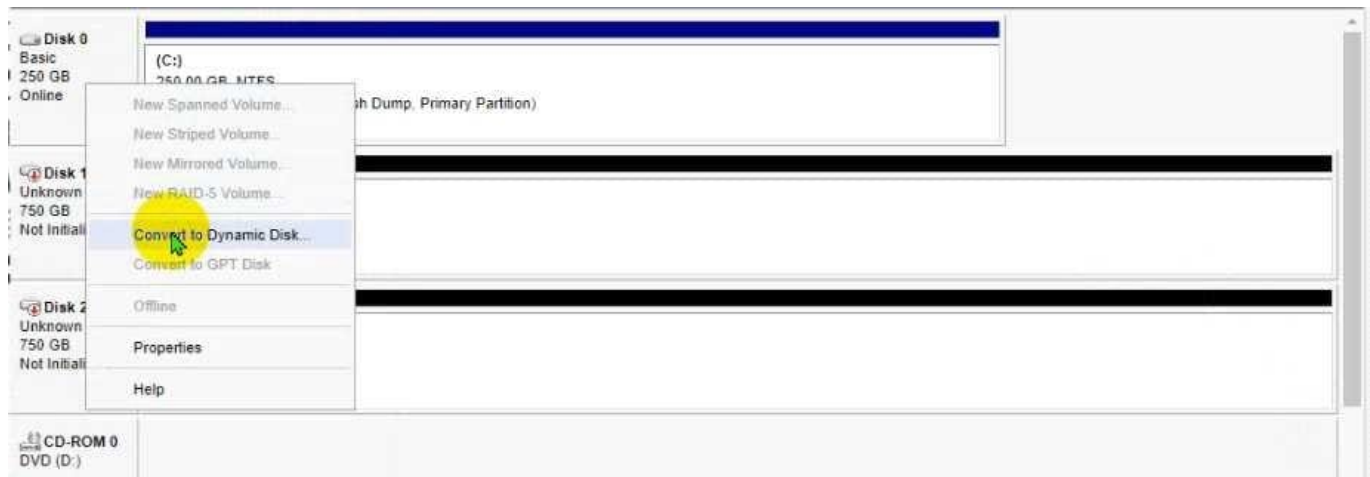 Disk 0
Basic
250 GB
Online
(C:)
250.00 GB NTFS
sh Dump, Primary Partition)
New Spanned Volume...
New Striped Volume...
New Mirrored Volume...
New RAID-5 Volume...
Convert to Dynamic Disk...
Convert to GPT Disk
Offline
Properties
Help
Disk 1
Unknown
750 GB
Not Initiali
Disk 2
Unknown
750 GB
Not Initiali
CD-ROM 0
DVD (D:)